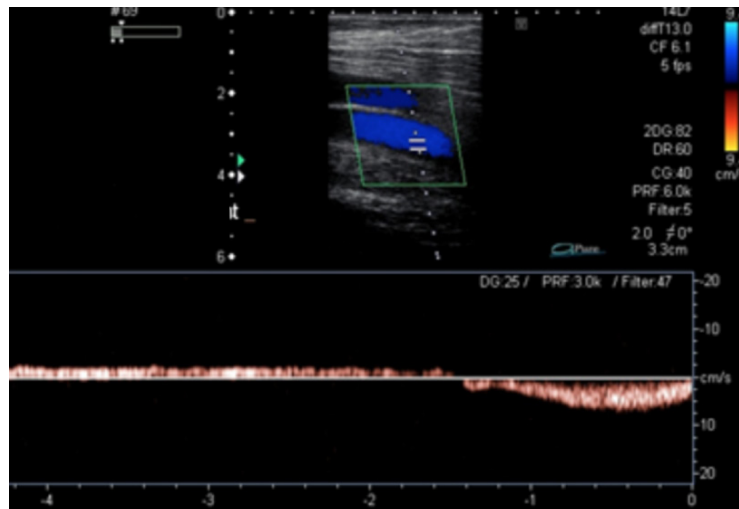 #69
14L7
9.
diffT13.0
CF 6.1
5 fps
0
2
4
6
2DG:82
DR:60
CG:40
PRF:6.0k
Filter:5
9.
cm/
2.0 ≠0°
3.3cm
aPure
DG:25 / PRF:3.0k / Filter:47
-20
-10
cm/s
10
20
-4 -3 -2 -1 0